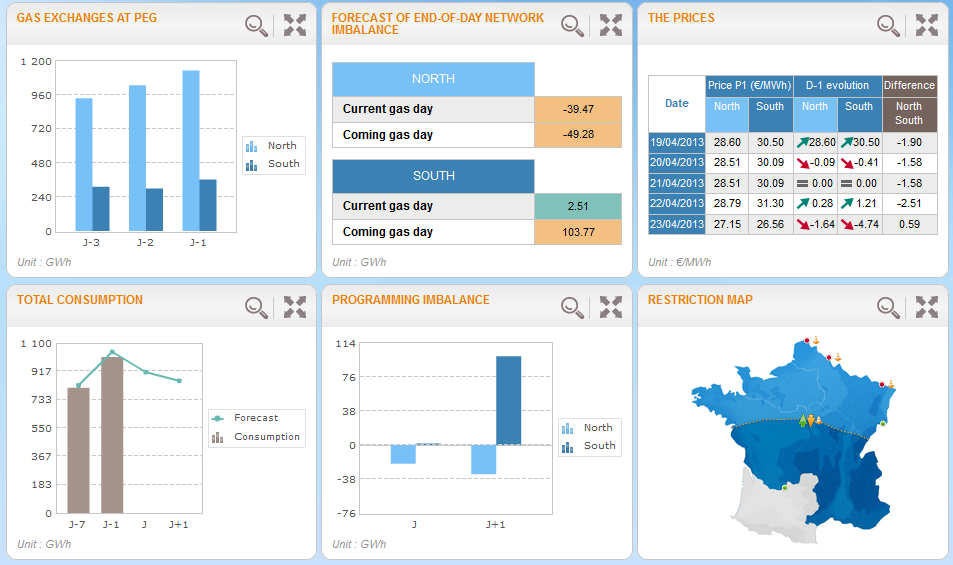 GAS EXCHANGES AT PEG
1 200
960
720
480
240
0
J-3 J-2 J-1
North
South
Unit : GWh
FORECAST OF END-OF-DAY NETWORK
IMBALANCE
NORTH
Current gas day -39.47
Coming gas day -49.28
SOUTH
Current gas day 2.51
Coming gas day 103.77
Unit : GWh
THE PRICES
Date Price P1 (€/MWh) D-1 evolution Difference
North South North South North
South
19/04/2013 28.60 30.50 28.60 30.50 -1.90
20/04/2013 28.51 30.09 -0.09 -0.41 -1.58
21/04/2013 28.51 30.09 0.00 0.00 -1.58
22/04/2013 28.79 31.30 0.28 1.21 -2.51
23/04/2013 27.15 26.56 -1.64 -4.74 0.59
Unit : €/MWh
TOTAL CONSUMPTION
1 100
917
733
550
367
183
0
J-7 J-1 J J+1
Forecast
Consumption
Unit : GWh
PROGRAMMING IMBALANCE
114
76
38
0
-38
-76
J J+1
North
South
Unit : GWh
RESTRICTION MAP